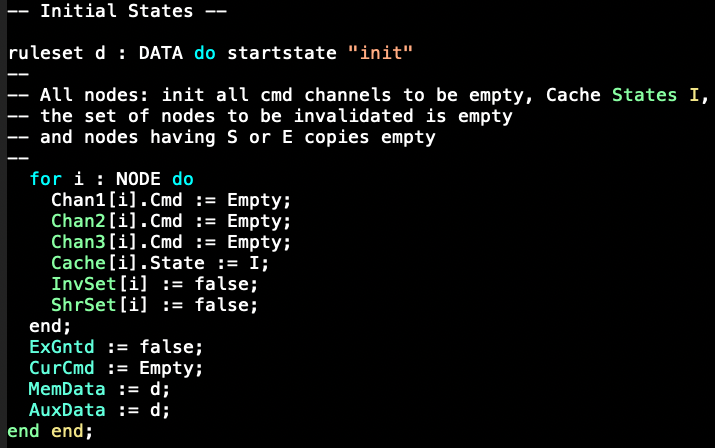 -- Initial States --
ruleset d : DATA do startstate "init"
--
-- All nodes: init all cmd channels to be empty, Cache States I,
-- the set of nodes to be invalidated is empty
-- and nodes having S or E copies empty
--
for i : NODE do
Chan1[i].Cmd := Empty;
Chan2[i].Cmd := Empty;
Chan3[i].Cmd := Empty;
Cache[i].State := I;
InvSet[i] := false;
ShrSet[i] := false;
end;
ExGntd := false;
CurCmd := Empty;
MemData := d;
AuxData := d;
end end;